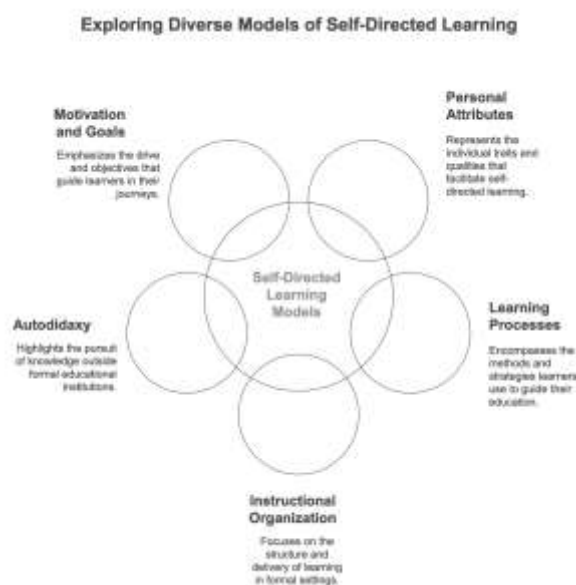 Exploring Diverse Models of Self-Directed Learning
Motivation
and Goals
Emphasizes the drive
and objectives that
guide learners in their
journeys.
Personal
Attributes
Represents the
individual traits and
qualities that
facilitate self-
directed learning.
Self-Directed
Learning
Models
Autodidaxy
Highlights the pursuit
of knowledge outside
formal educational
institutions.
Learning
Processes
Encompasses the
methods and
strategies learners
use to guide their
education.
Instructional
Organization
Focuses on the
structure and
delivery of learning
in formal settings.